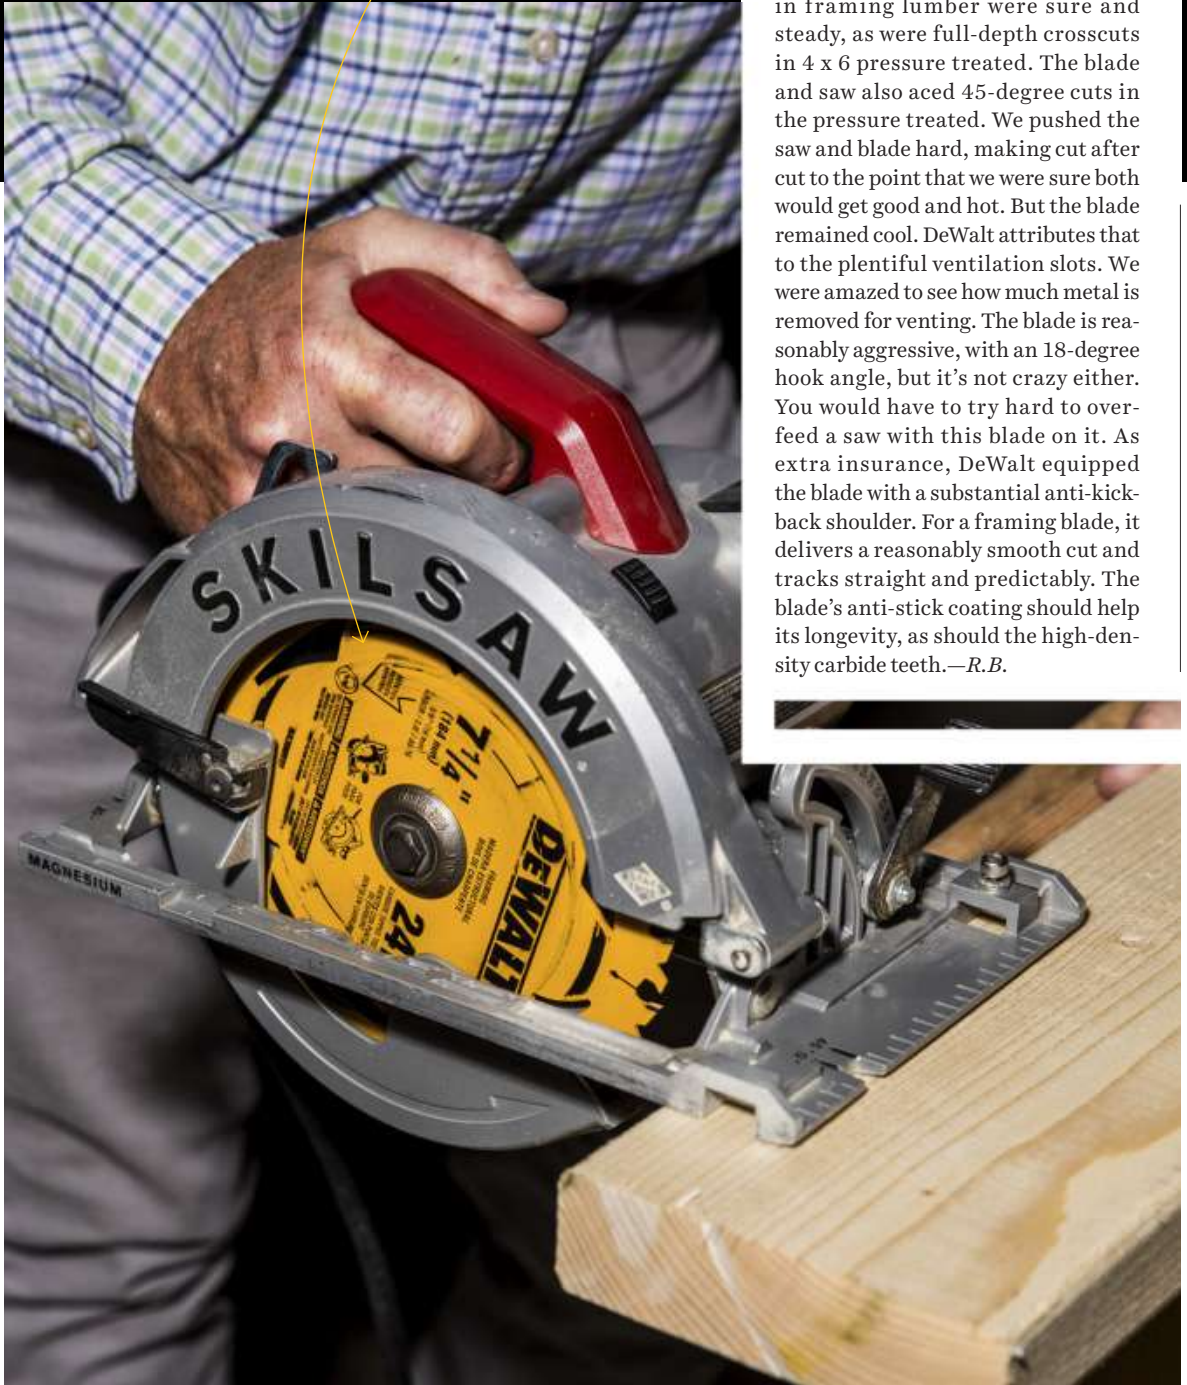 in framing lumber were sure and
steady, as were full-depth crosscuts
in 4 x 6 pressure treated. The blade
and saw also aced 45-degree cuts in
the pressure treated. We pushed the
saw and blade hard, making cut after
cut to the point that we were sure both
would get good and hot. But the blade
remained cool. DeWalt attributes that
to the plentiful ventilation slots. We
were amazed to see how much metal is
removed for venting. The blade is rea-
sonably aggressive, with an 18-degree
hook angle, but it’s not crazy either.
You would have to try hard to over-
feed a saw with this blade on it. As
extra insurance, DeWalt equipped
the blade with a substantial anti-kick-
back shoulder. For a framing blade, it
delivers a reasonably smooth cut and
tracks straight and predictably. The
blade’s anti-stick coating should help
its longevity, as should the high-den-
sity carbide teeth.—R.B.
SKILSAW
7 1/4"
(184 mm)
DEWALT
24
MAGNESIUM